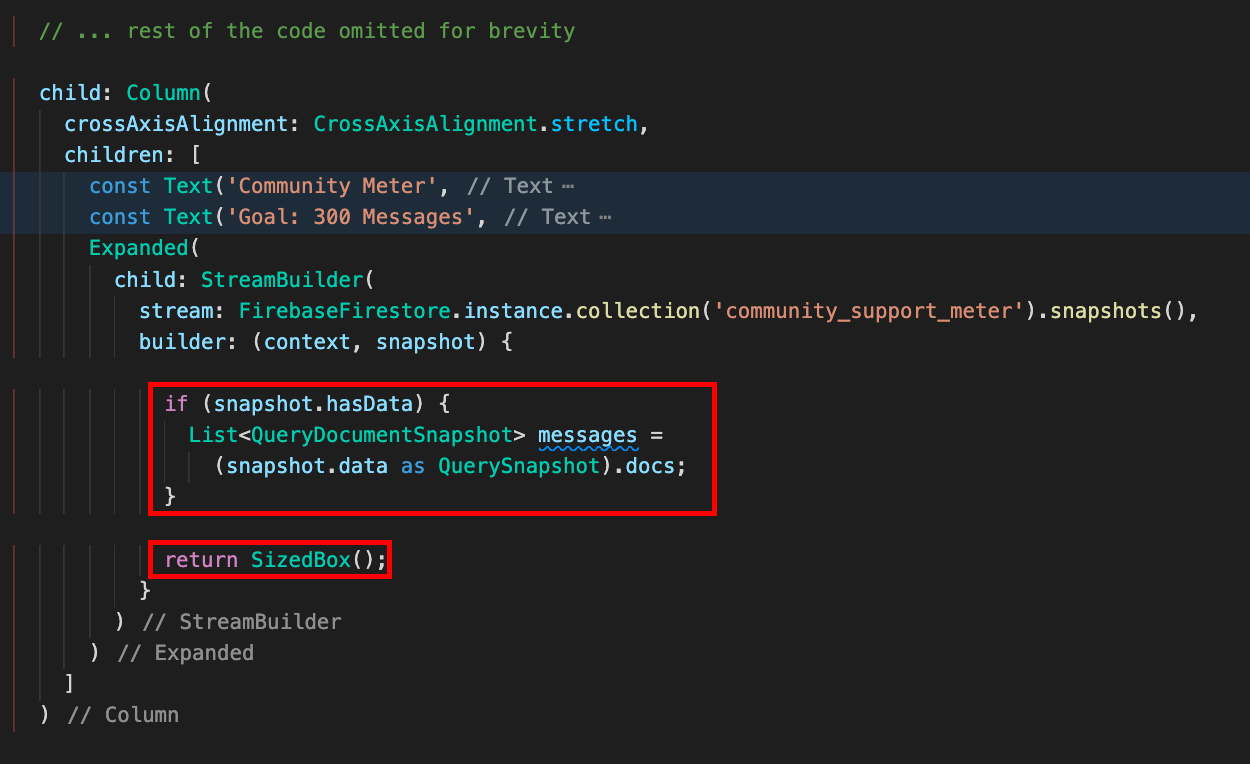 // ... rest of the code omitted for brevity
child: Column(
crossAxisAlignment: CrossAxisAlignment.stretch,
children: [
const Text('Community Meter', // Text ⋯
const Text('Goal: 300 Messages', // Text ⋯
Expanded(
child: StreamBuilder(
stream: FirebaseFirestore.instance.collection('community_support_meter').snapshots(),
builder: (context, snapshot) {
if (snapshot.hasData) {
List<QueryDocumentSnapshot> messages =
(snapshot.data as QuerySnapshot).docs;
}
return SizedBox();
}
) // StreamBuilder
) // Expanded
]
) // Column